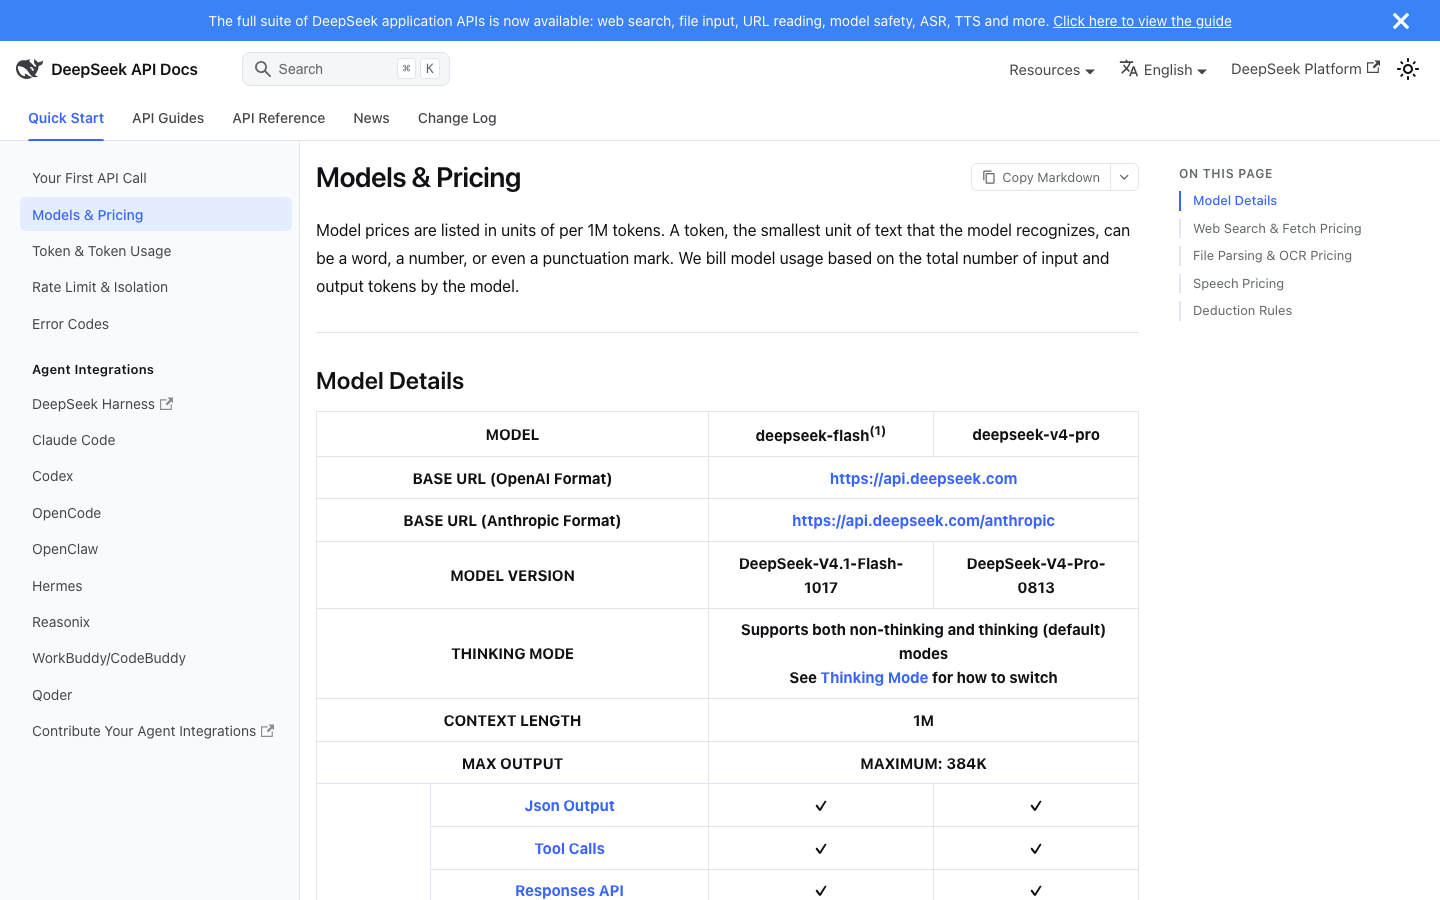 The full suite of DeepSeek application APIs is now available: web search, file input, URL reading, model safety, ASR, TTS and more. Click here to view the guide
DeepSeek API Docs
Search
⌘ K
Resources
English
DeepSeek Platform
Quick Start
API Guides
API Reference
News
Change Log
Your First API Call
Models & Pricing
Token & Token Usage
Rate Limit & Isolation
Error Codes
Agent Integrations
DeepSeek Harness
Claude Code
Codex
OpenCode
OpenClaw
Hermes
Reasonix
WorkBuddy/CodeBuddy
Qoder
Contribute Your Agent Integrations
Models & Pricing
Copy Markdown
Model prices are listed in units of per 1M tokens. A token, the smallest unit of text that the model recognizes, can
be a word, a number, or even a punctuation mark. We bill model usage based on the total number of input and
output tokens by the model.
Model Details
MODEL
deepseek-flash(1)
deepseek-v4-pro
BASE URL (OpenAI Format)
https://api.deepseek.com
BASE URL (Anthropic Format)
https://api.deepseek.com/anthropic
MODEL VERSION
DeepSeek-V4.1-Flash-
1017
DeepSeek-V4-Pro-
0813
THINKING MODE
Supports both non-thinking and thinking (default)
modes
See Thinking Mode for how to switch
CONTEXT LENGTH
1M
MAX OUTPUT
MAXIMUM: 384K
Json Output
✓
✓
Tool Calls
✓
✓
Responses API
✓
✓
ON THIS PAGE
Model Details
Web Search & Fetch Pricing
File Parsing & OCR Pricing
Speech Pricing
Deduction Rules